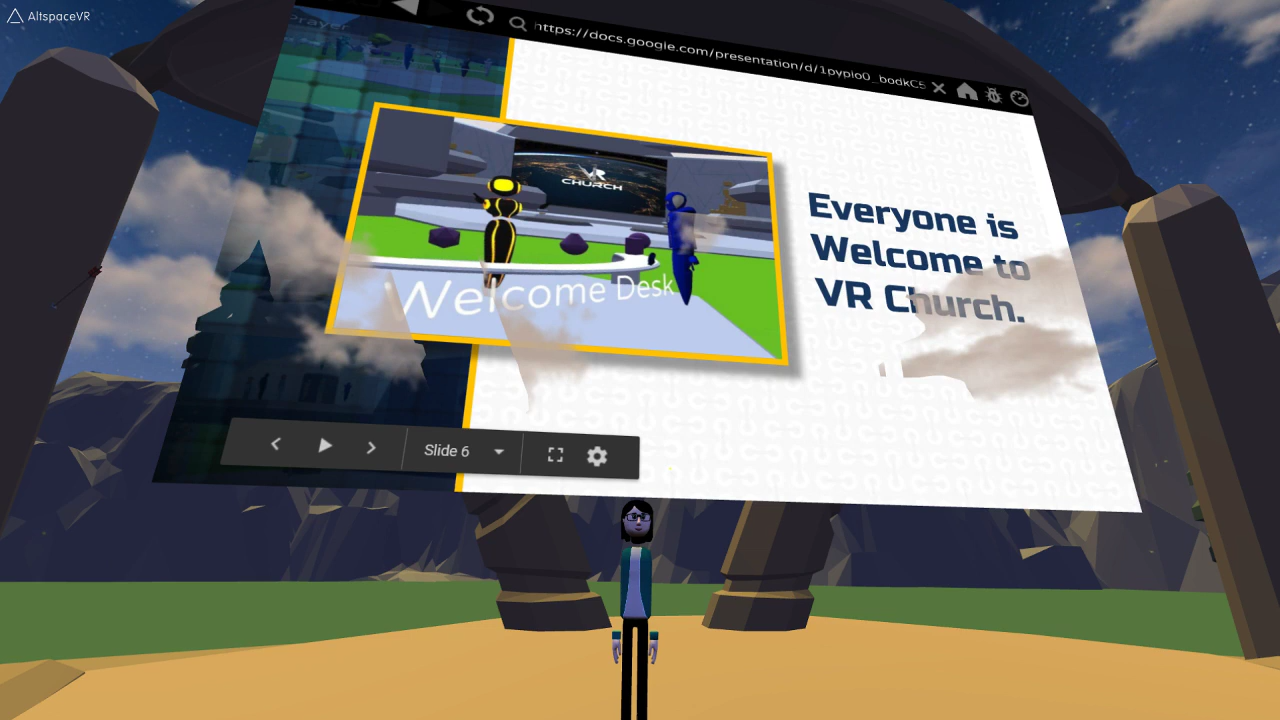 AltspaceVR
Prayer
https://docs.google.com/presentation/d/1pypio0_bodkC5
VR
CHURCH
Welcome Desk
Everyone is
Welcome to
VR Church.
Slide 6